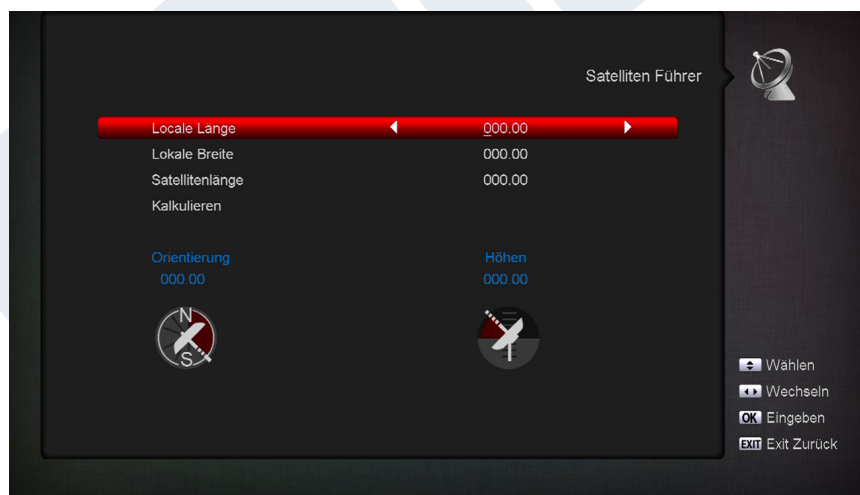 Satelliten Führer
Locale Länge 000.00
Lokale Breite 000.00
Satellitenlänge 000.00
Kalkulieren
Orientierung Höhen
000.00 000.00
N
S
Wählen
Wechseln
OK Eingeben
EXIT Exit Zurück